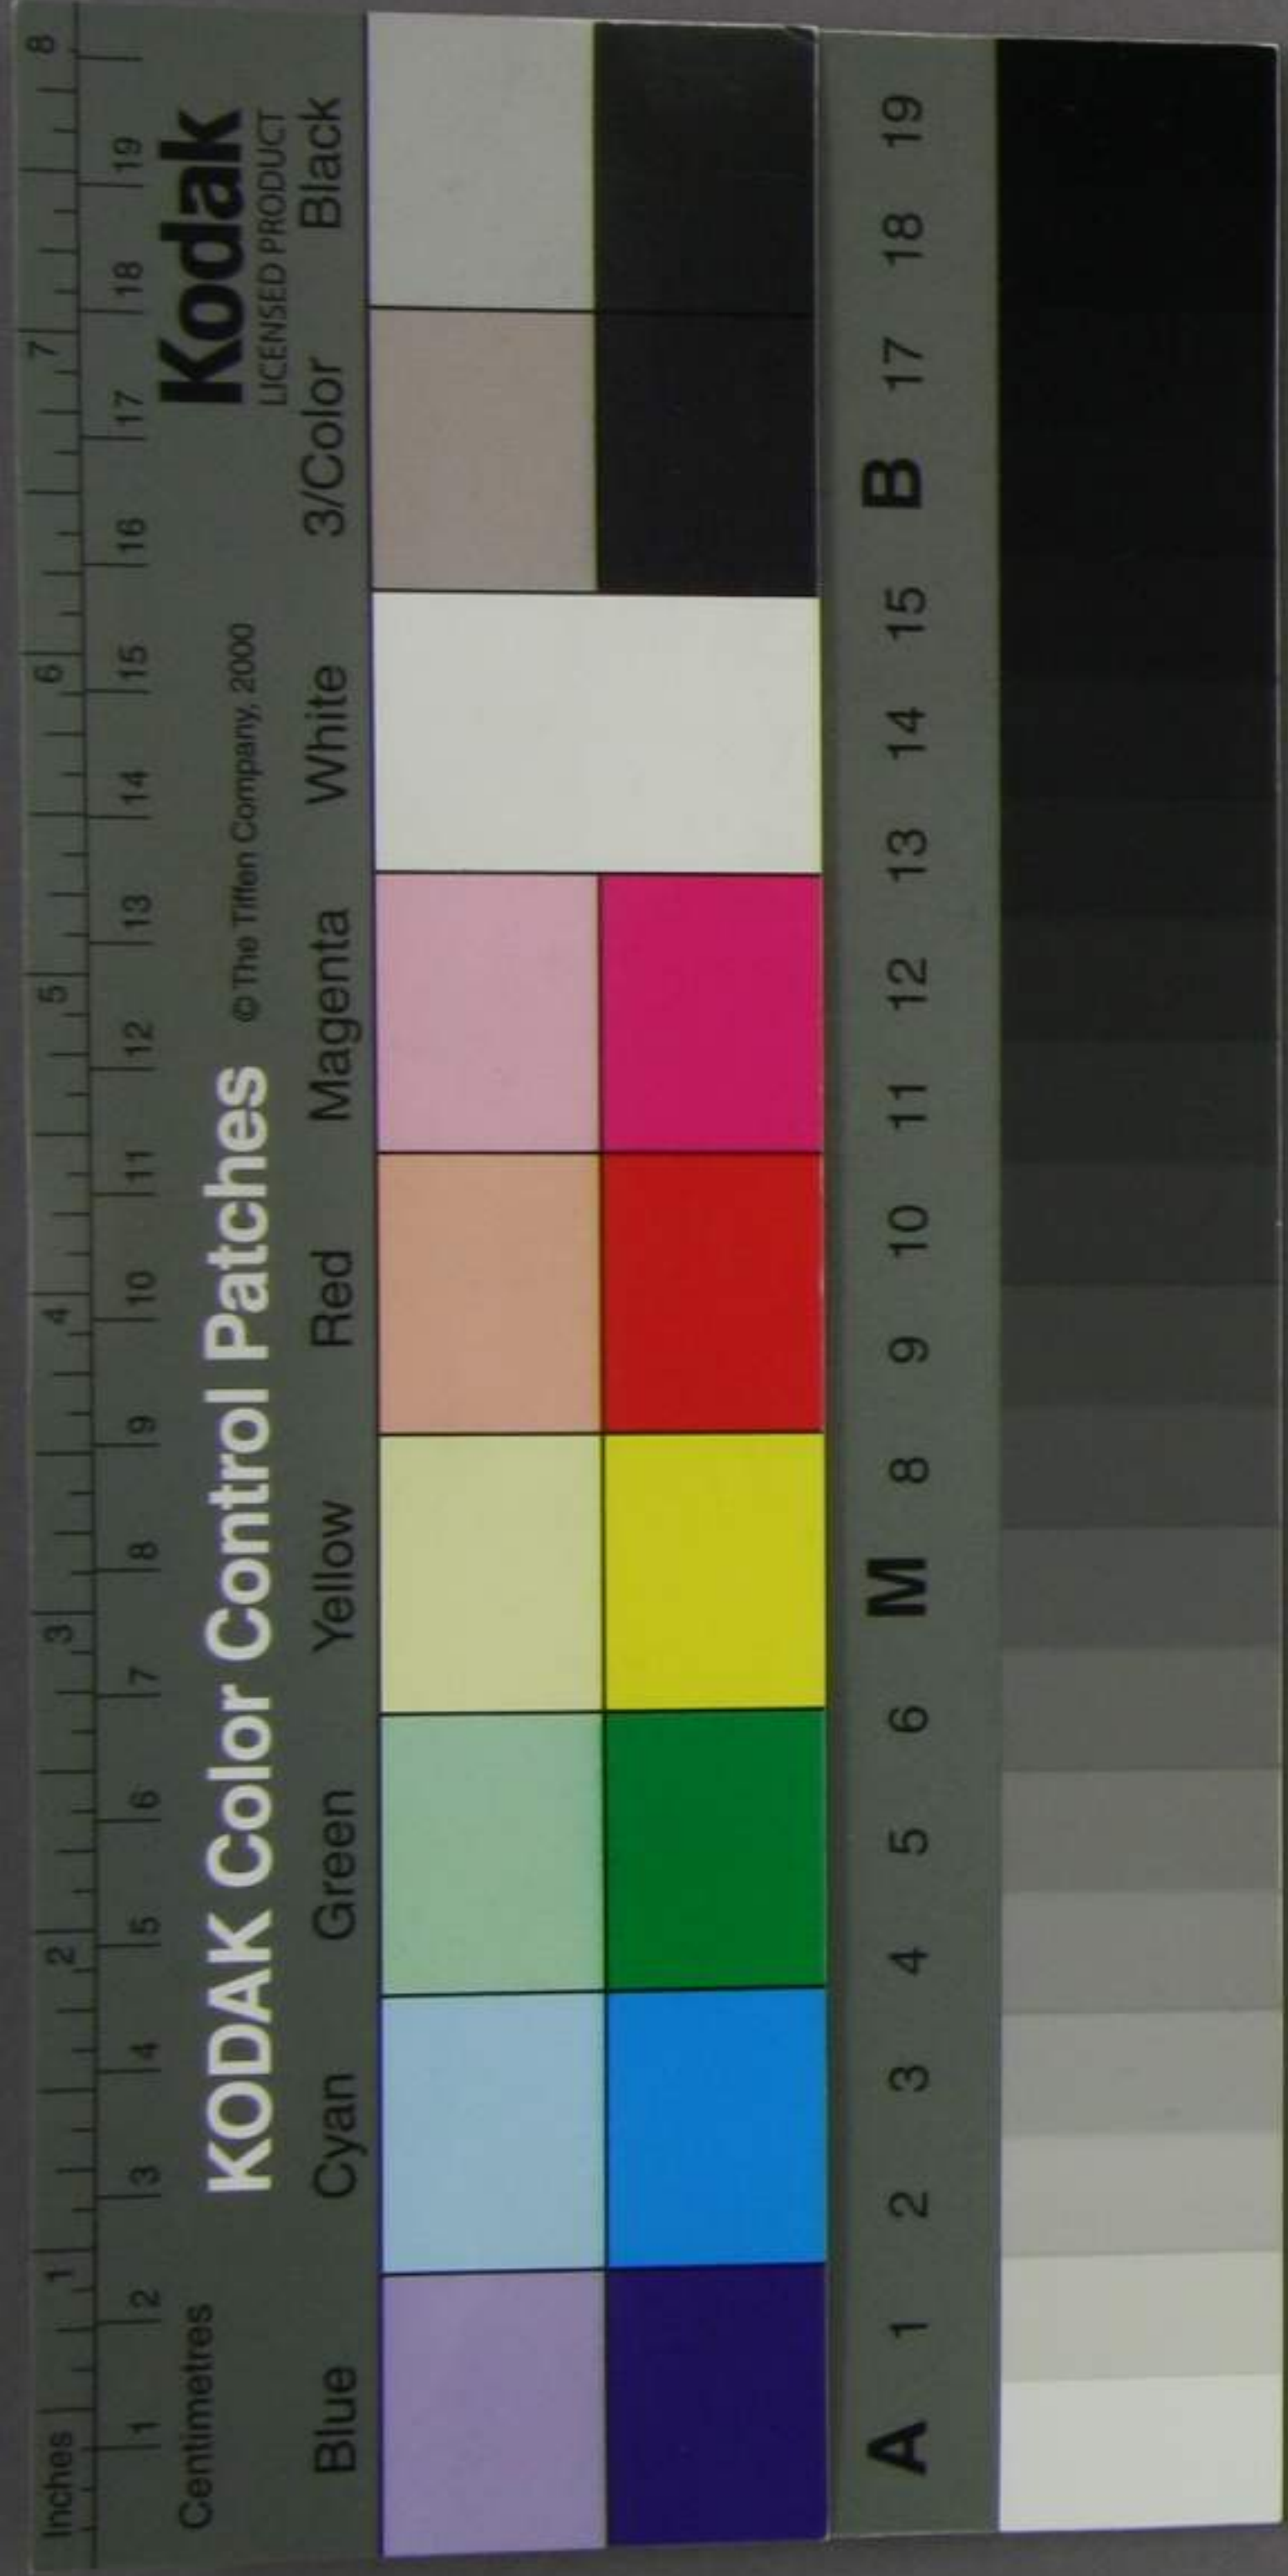 Inches 1 2 3 4 5 6 7 8
Centimetres 1 2 3 4 5 6 7 8 9 10 11 12 13 14 15 16 17 18 19
KODAK Color Control Patches © The Tiffen Company, 2000 Kodak
LICENSED PRODUCT
Blue Cyan Green Yellow Red Magenta White 3/Color Black
A 1 2 3 4 5 6 M 8 9 10 11 12 13 14 15 B 17 18 19